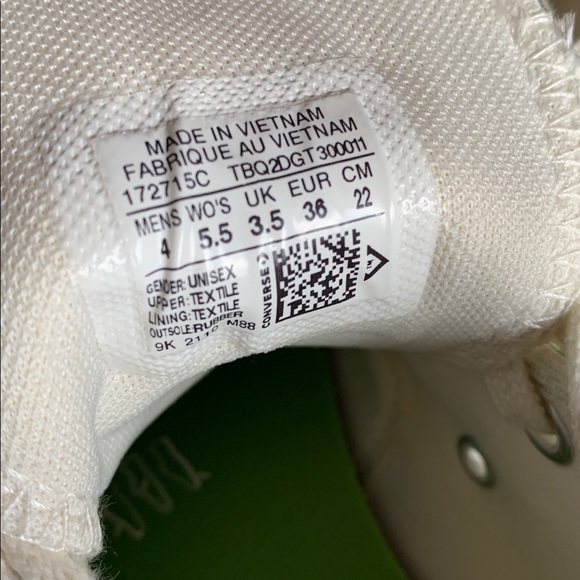 MADE IN VIETNAM
FABRIQUE AU VIETNAM
172715C TBQ2DGT300011
MENS WO'S UK EUR CM
4 5.5 3.5 36 22
GENDER: UNISEX
UPPER: TEXTILE
LINING: TEXTILE
OUTSOLE: RUBBER
9K 2110 M88
CONVERSE